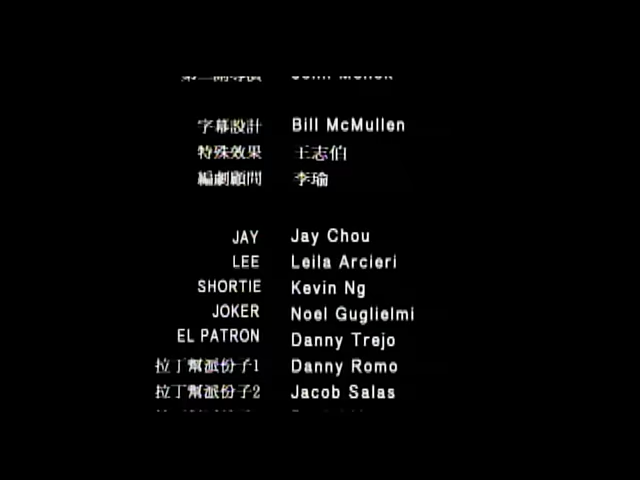 字幕設計 Bill McMullen
特殊效果 王志伯
編劇顧問 李瑜
JAY Jay Chou
LEE Leila Arcieri
SHORTIE Kevin Ng
JOKER Noel Guglielmi
EL PATRON Danny Trejo
拉丁幫派份子1 Danny Romo
拉丁幫派份子2 Jacob Salas